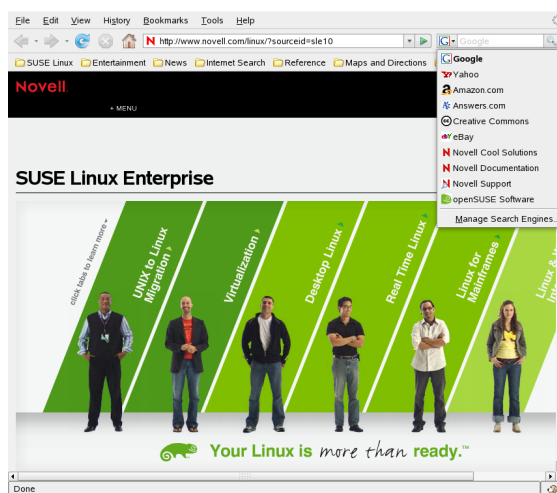 File Edit View History Bookmarks Tools Help
http://www.novell.com/linux/?sourceid=sle10
Google
SUSE Linux Entertainment News Internet Search Reference Maps and Directions
Google
Yahoo
Amazon.com
Answers.com
Creative Commons
eBay
Novell Cool Solutions
Novell Documentation
Novell Support
openSUSE Software
Manage Search Engines...
Novell
+ MENU
SUSE Linux Enterprise
click tabs to learn more
UNIX to Linux
Migration
Virtualization
Desktop Linux
Real Time Linux
Linux for
Mainframes
Linux &
Your Linux is more than ready.™
Done